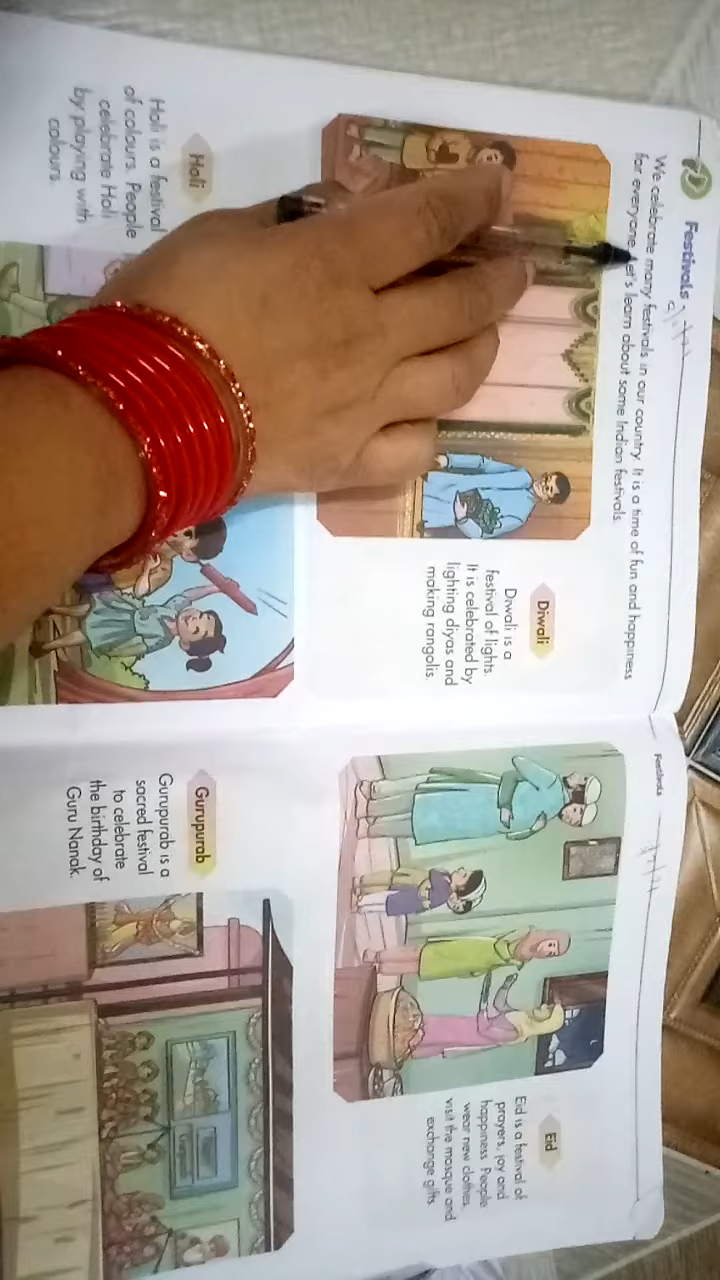 Festivals
We celebrate many festivals in our country. It is a time of fun and happiness
for everyone. Let's learn about some Indian festivals.
Diwali
Diwali is a
festival of lights.
It is celebrated by
lighting diyas and
making rangolis.
Holi
Holi is a festival
of colours. People
celebrate Holi
by playing with
colours.
Festivals
Eid
Eid is a festival of
prayers, joy and
happiness. People
wear new clothes,
visit the mosque and
exchange gifts.
Gurupurab
Gurupurab is a
sacred festival
to celebrate
the birthday of
Guru Nanak.